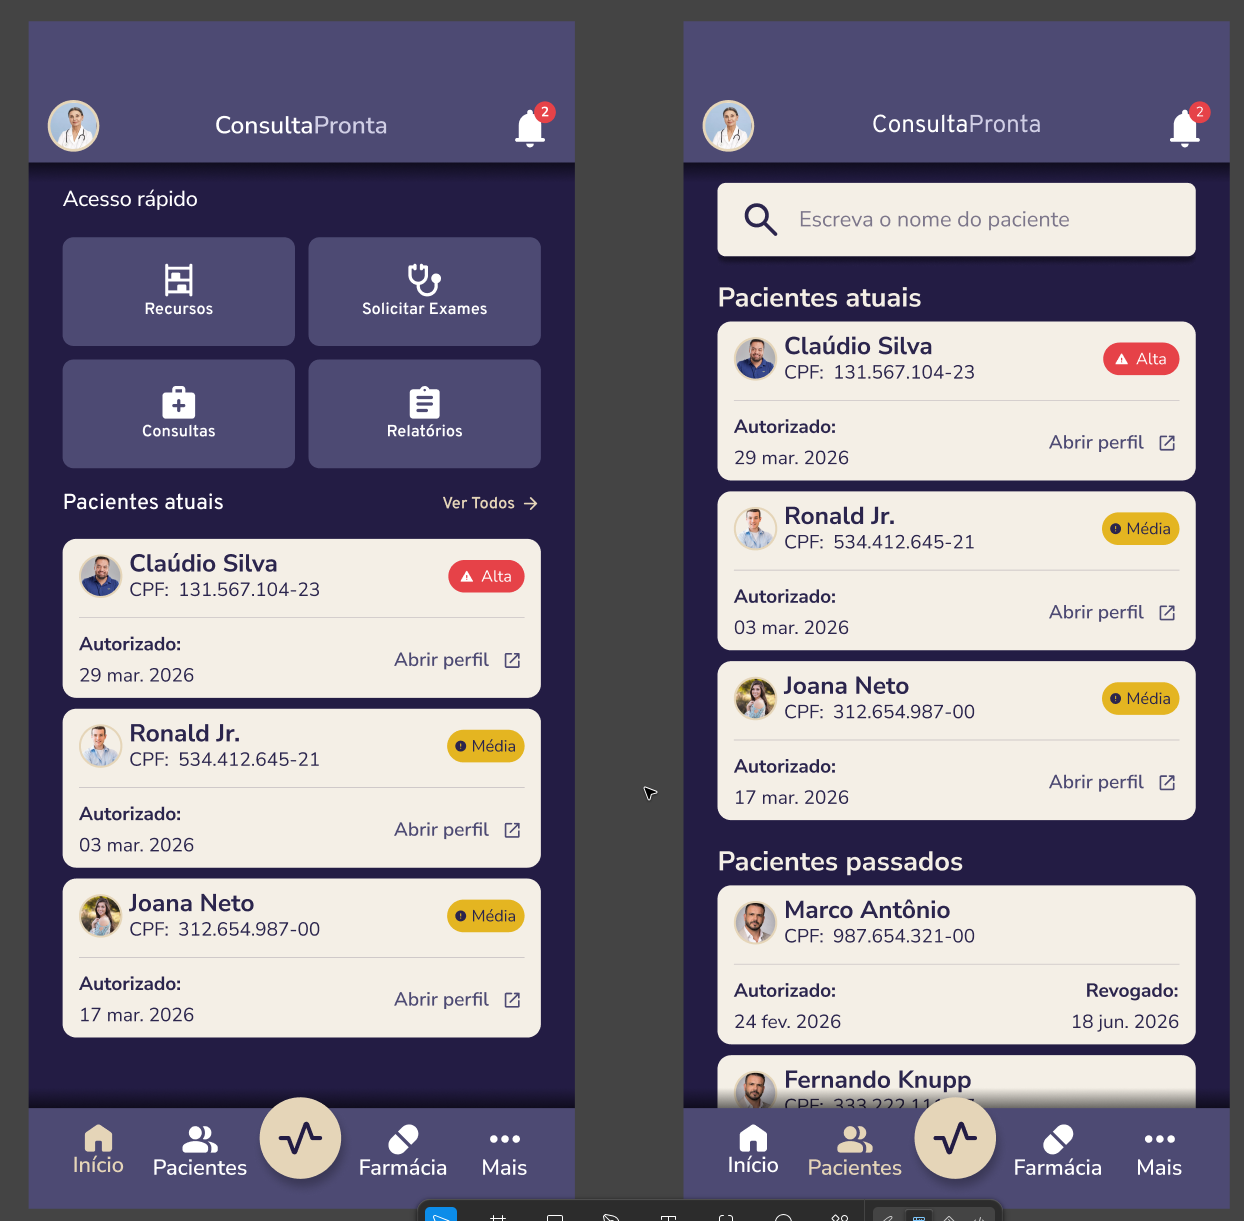 ConsultaPronta
2
Acesso rápido
Recursos
Solicitar Exames
Consultas
Relatórios
Pacientes atuais
Ver Todos
Claúdio Silva
CPF: 131.567.104-23
Alta
Autorizado:
29 mar. 2026
Abrir perfil
Ronald Jr.
CPF: 534.412.645-21
Média
Autorizado:
03 mar. 2026
Abrir perfil
Joana Neto
CPF: 312.654.987-00
Média
Autorizado:
17 mar. 2026
Abrir perfil
Início
Pacientes
Farmácia
Mais
ConsultaPronta
2
Escreva o nome do paciente
Pacientes atuais
Claúdio Silva
CPF: 131.567.104-23
Alta
Autorizado:
29 mar. 2026
Abrir perfil
Ronald Jr.
CPF: 534.412.645-21
Média
Autorizado:
03 mar. 2026
Abrir perfil
Joana Neto
CPF: 312.654.987-00
Média
Autorizado:
17 mar. 2026
Abrir perfil
Pacientes passados
Marco Antônio
CPF: 987.654.321-00
Autorizado:
24 fev. 2026
Revogado:
18 jun. 2026
Fernando Knupp
CPF:
Início
Pacientes
Farmácia
Mais